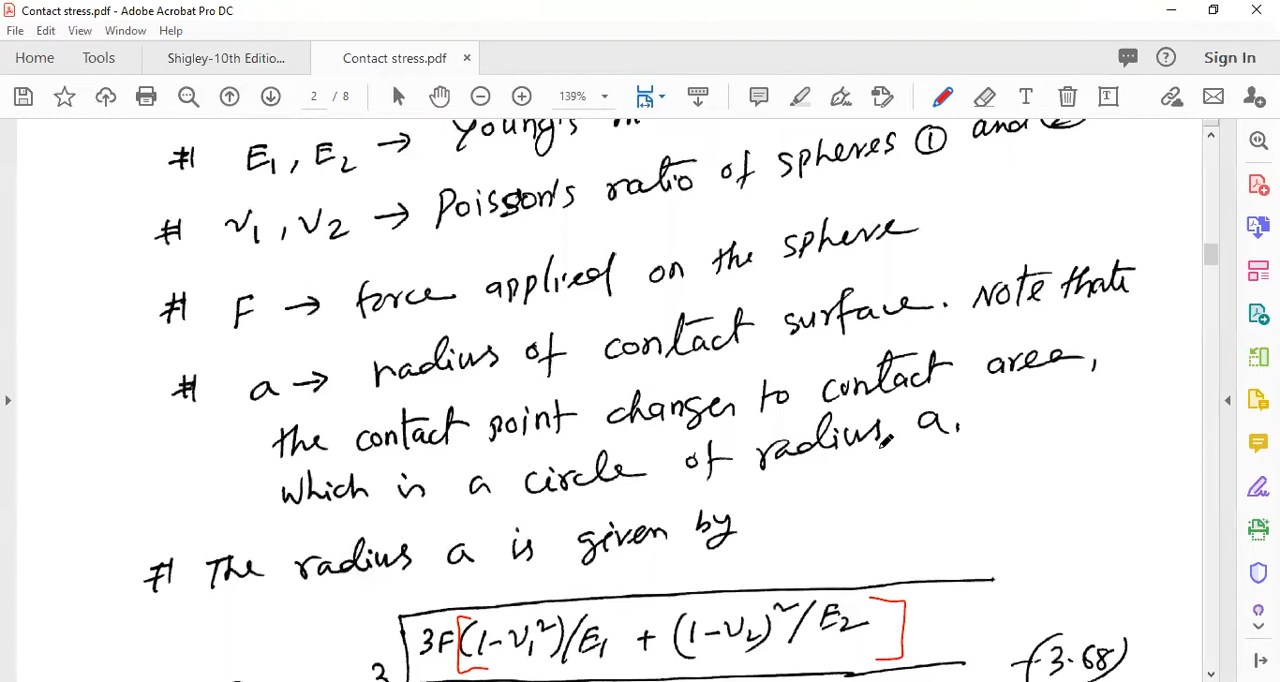 Contact stress.pdf - Adobe Acrobat Pro DC
File Edit View Window Help
Home Tools Shigley-10th Editio... Contact stress.pdf × Sign In
2 / 8 139%
# E1, E2 → Young's
# ν1, ν2 → Poisson's ratio of spheres ① and
# F → force applied on the sphere
# a → radius of contact surface. Note that
the contact point changes to contact area,
which is a circle of radius, a.
# The radius a is given by
3 3F[(1-ν1²)/E1 + (1-ν2)²/E2] —(3.68)